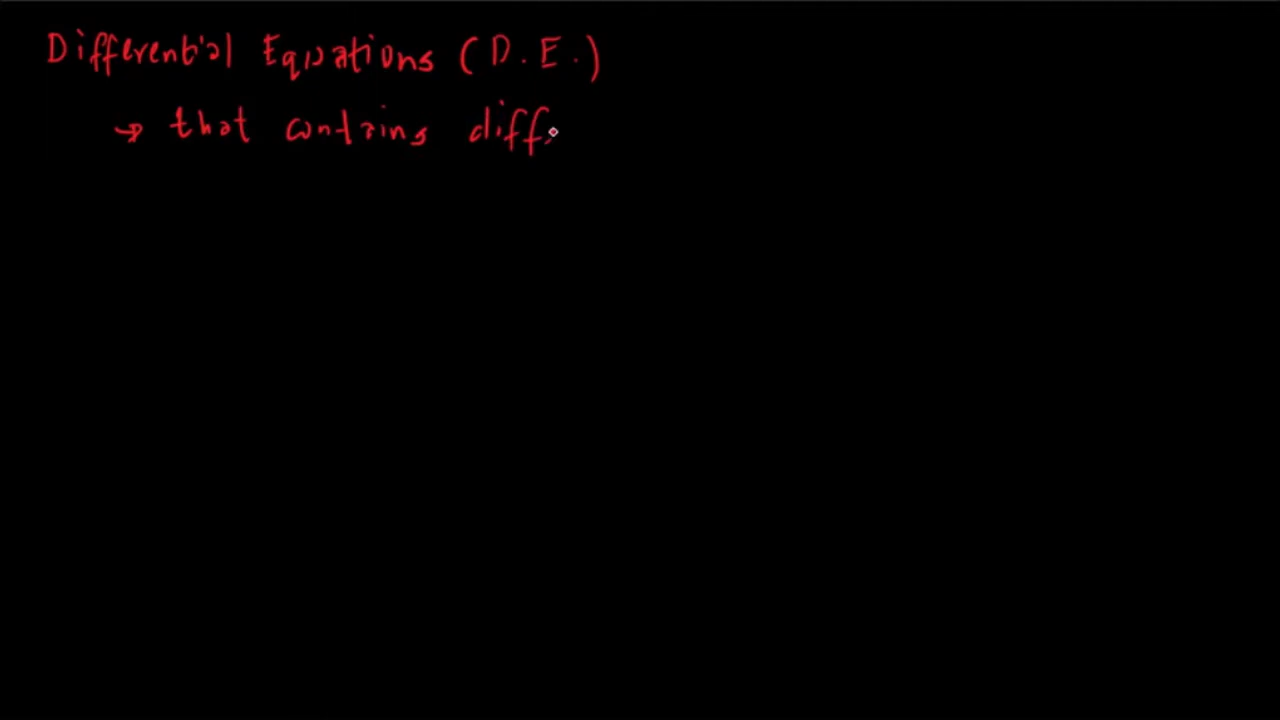 Differential Equations (D.E.)
→ that contains diff